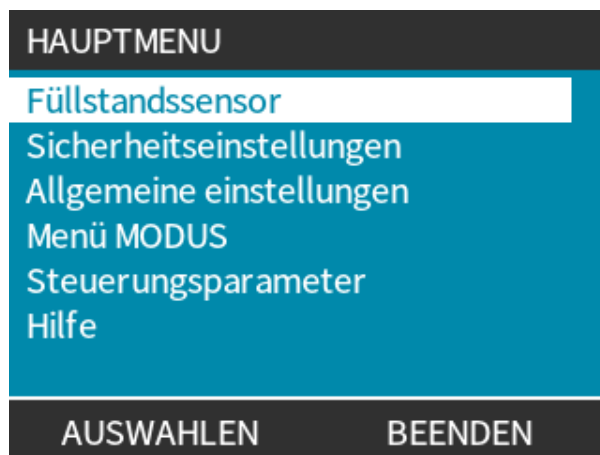 HAUPTMENU
Füllstandssensor
Sicherheitseinstellungen
Allgemeine einstellungen
Menü MODUS
Steuerungsparameter
Hilfe
AUSWAHLEN BEENDEN